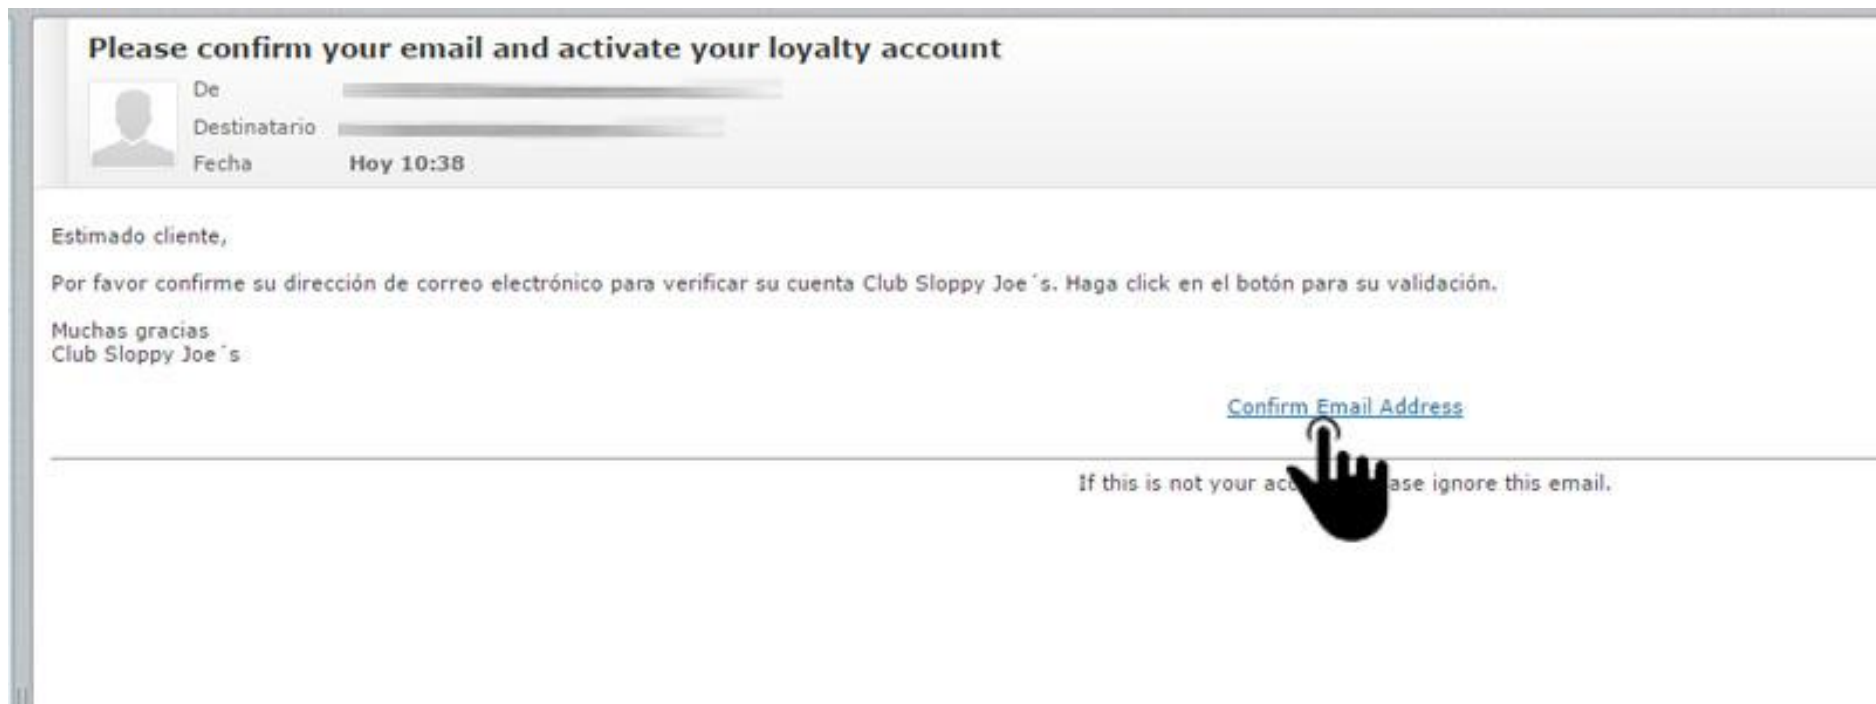 Please confirm your email and activate your loyalty account
De
Destinatario
Fecha Hoy 10:38
Estimado cliente,
Por favor confirme su dirección de correo electrónico para verificar su cuenta Club Sloppy Joe´s. Haga click en el botón para su validación.
Muchas gracias
Club Sloppy Joe´s
Confirm Email Address
If this is not your ignore this email.